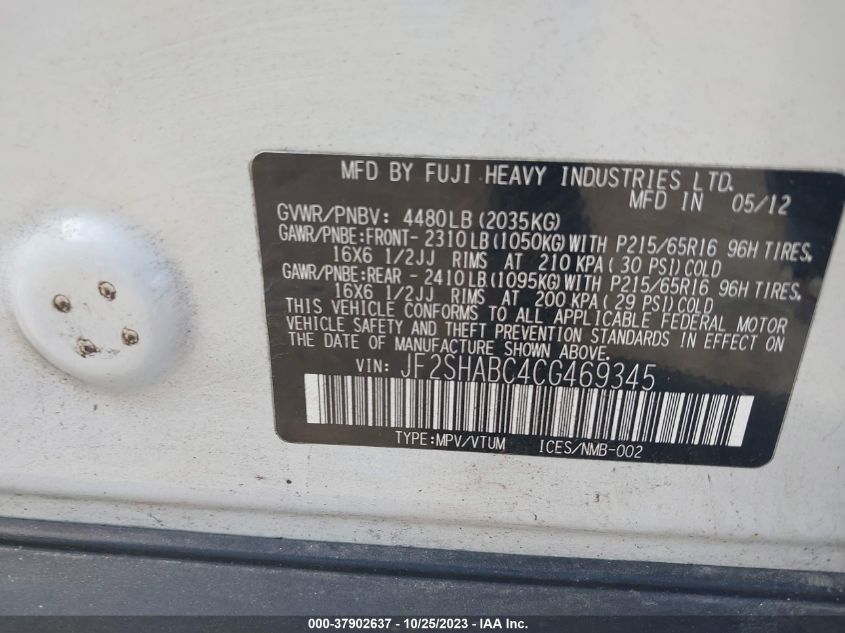 MFD BY FUJI HEAVY INDUSTRIES LTD.
MFD IN 05/12
GVWR/PNBV: 4480LB (2035KG)
GAWR/PNBE:FRONT- 2310LB(1050KG)WITH P215/65R16 96H TIRES,
16X6 1/2JJ RIMS AT 210 KPA(30 PSI)COLD
GAWR/PNBE:REAR - 2410LB(1095KG)WITH P215/65R16 96H TIRES,
16X6 1/2JJ RIMS AT 200 KPA(29 PSI)COLD
THIS VEHICLE CONFORMS TO ALL APPLICABLE FEDERAL MOTOR
VEHICLE SAFETY AND THEFT PREVENTION STANDARDS IN EFFECT ON
THE DATE OF MANUFACTURE SHOWN ABOVE.
VIN: JF2SHABC4CG469345
TYPE:MPV/VTUM ICES/NMB-002
000-37902637 - 10/25/2023 - IAA Inc.